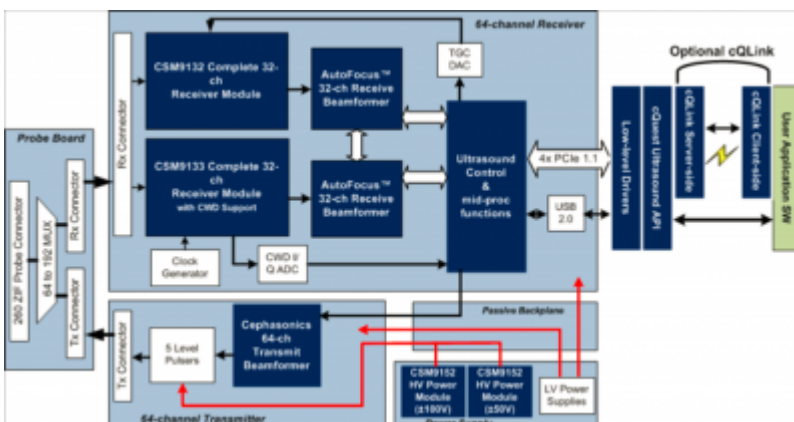 64-channel Receiver
CSM9132 Complete 32-
ch
Receiver Module
AutoFocus™
32-ch Receive
Beamformer
TGC
DAC
Optional cQLink
Rx Connector
CSM9133 Complete 32-
ch
Receiver Module
with CWD Support
AutoFocus™
32-ch Receive
Beamformer
Ultrasound
Control
&
mid-proc
functions
4x PCIe 1.1
USB
2.0
Low-level Drivers
cQuest Ultrasound API
cQLink Server-side
cQLink Client-side
User Application SW
Clock
Generator
CWD I/
Q ADC
Probe Board
260 ZIF Probe Connector
64 to 192 MUX
Rx Connector
Tx Connector
Tx Connector
5 Level
Pulsers
Cephasonics
64-ch
Transmit
Beamformer
64-channel Transmitter
Passive Backplane
CSM9152
HV Power
Module
(±100V)
CSM9152
HV Power
Module
(±50V)
LV Power
Supplies
Power Supply